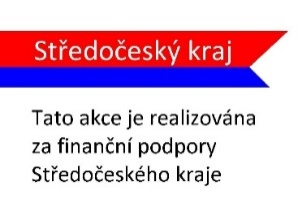 Středočeský kraj
Tato akce je realizována
za finanční podpory
Středočeského kraje